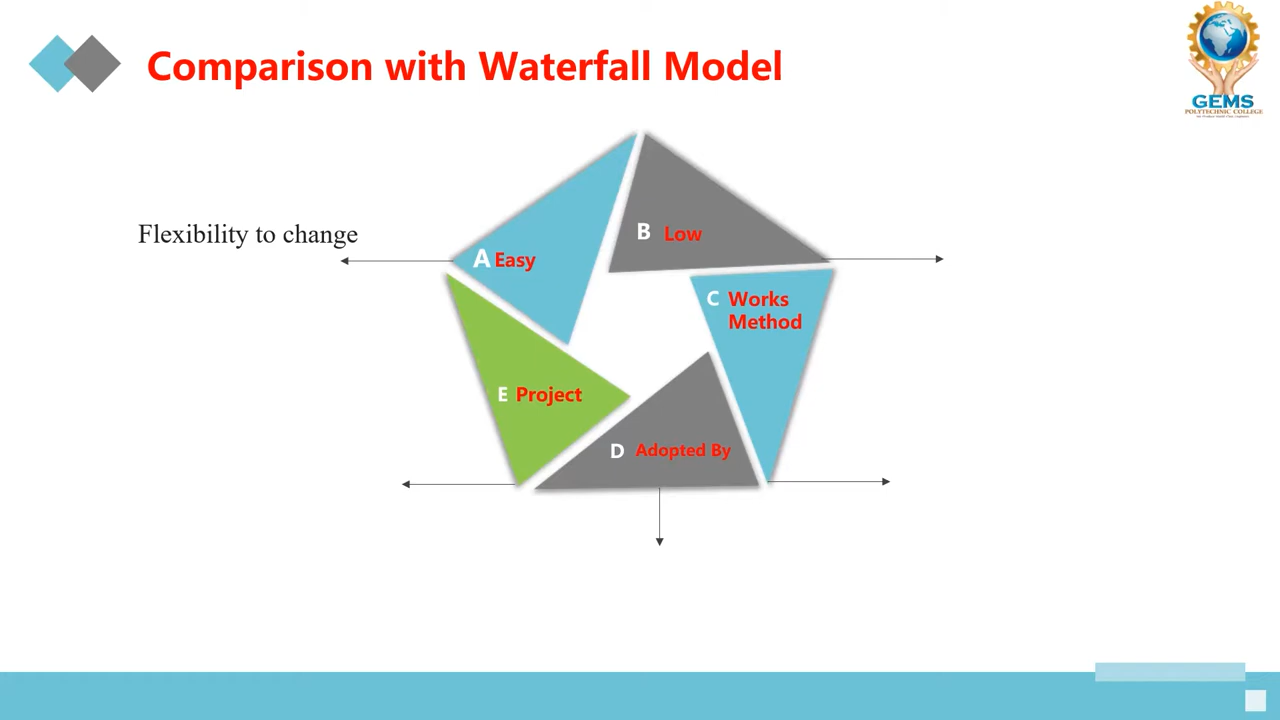 Comparison with Waterfall Model
GEMS
POLYTECHNIC COLLEGE
Flexibility to change
A Easy
B Low
C Works
Method
D Adopted By
E Project